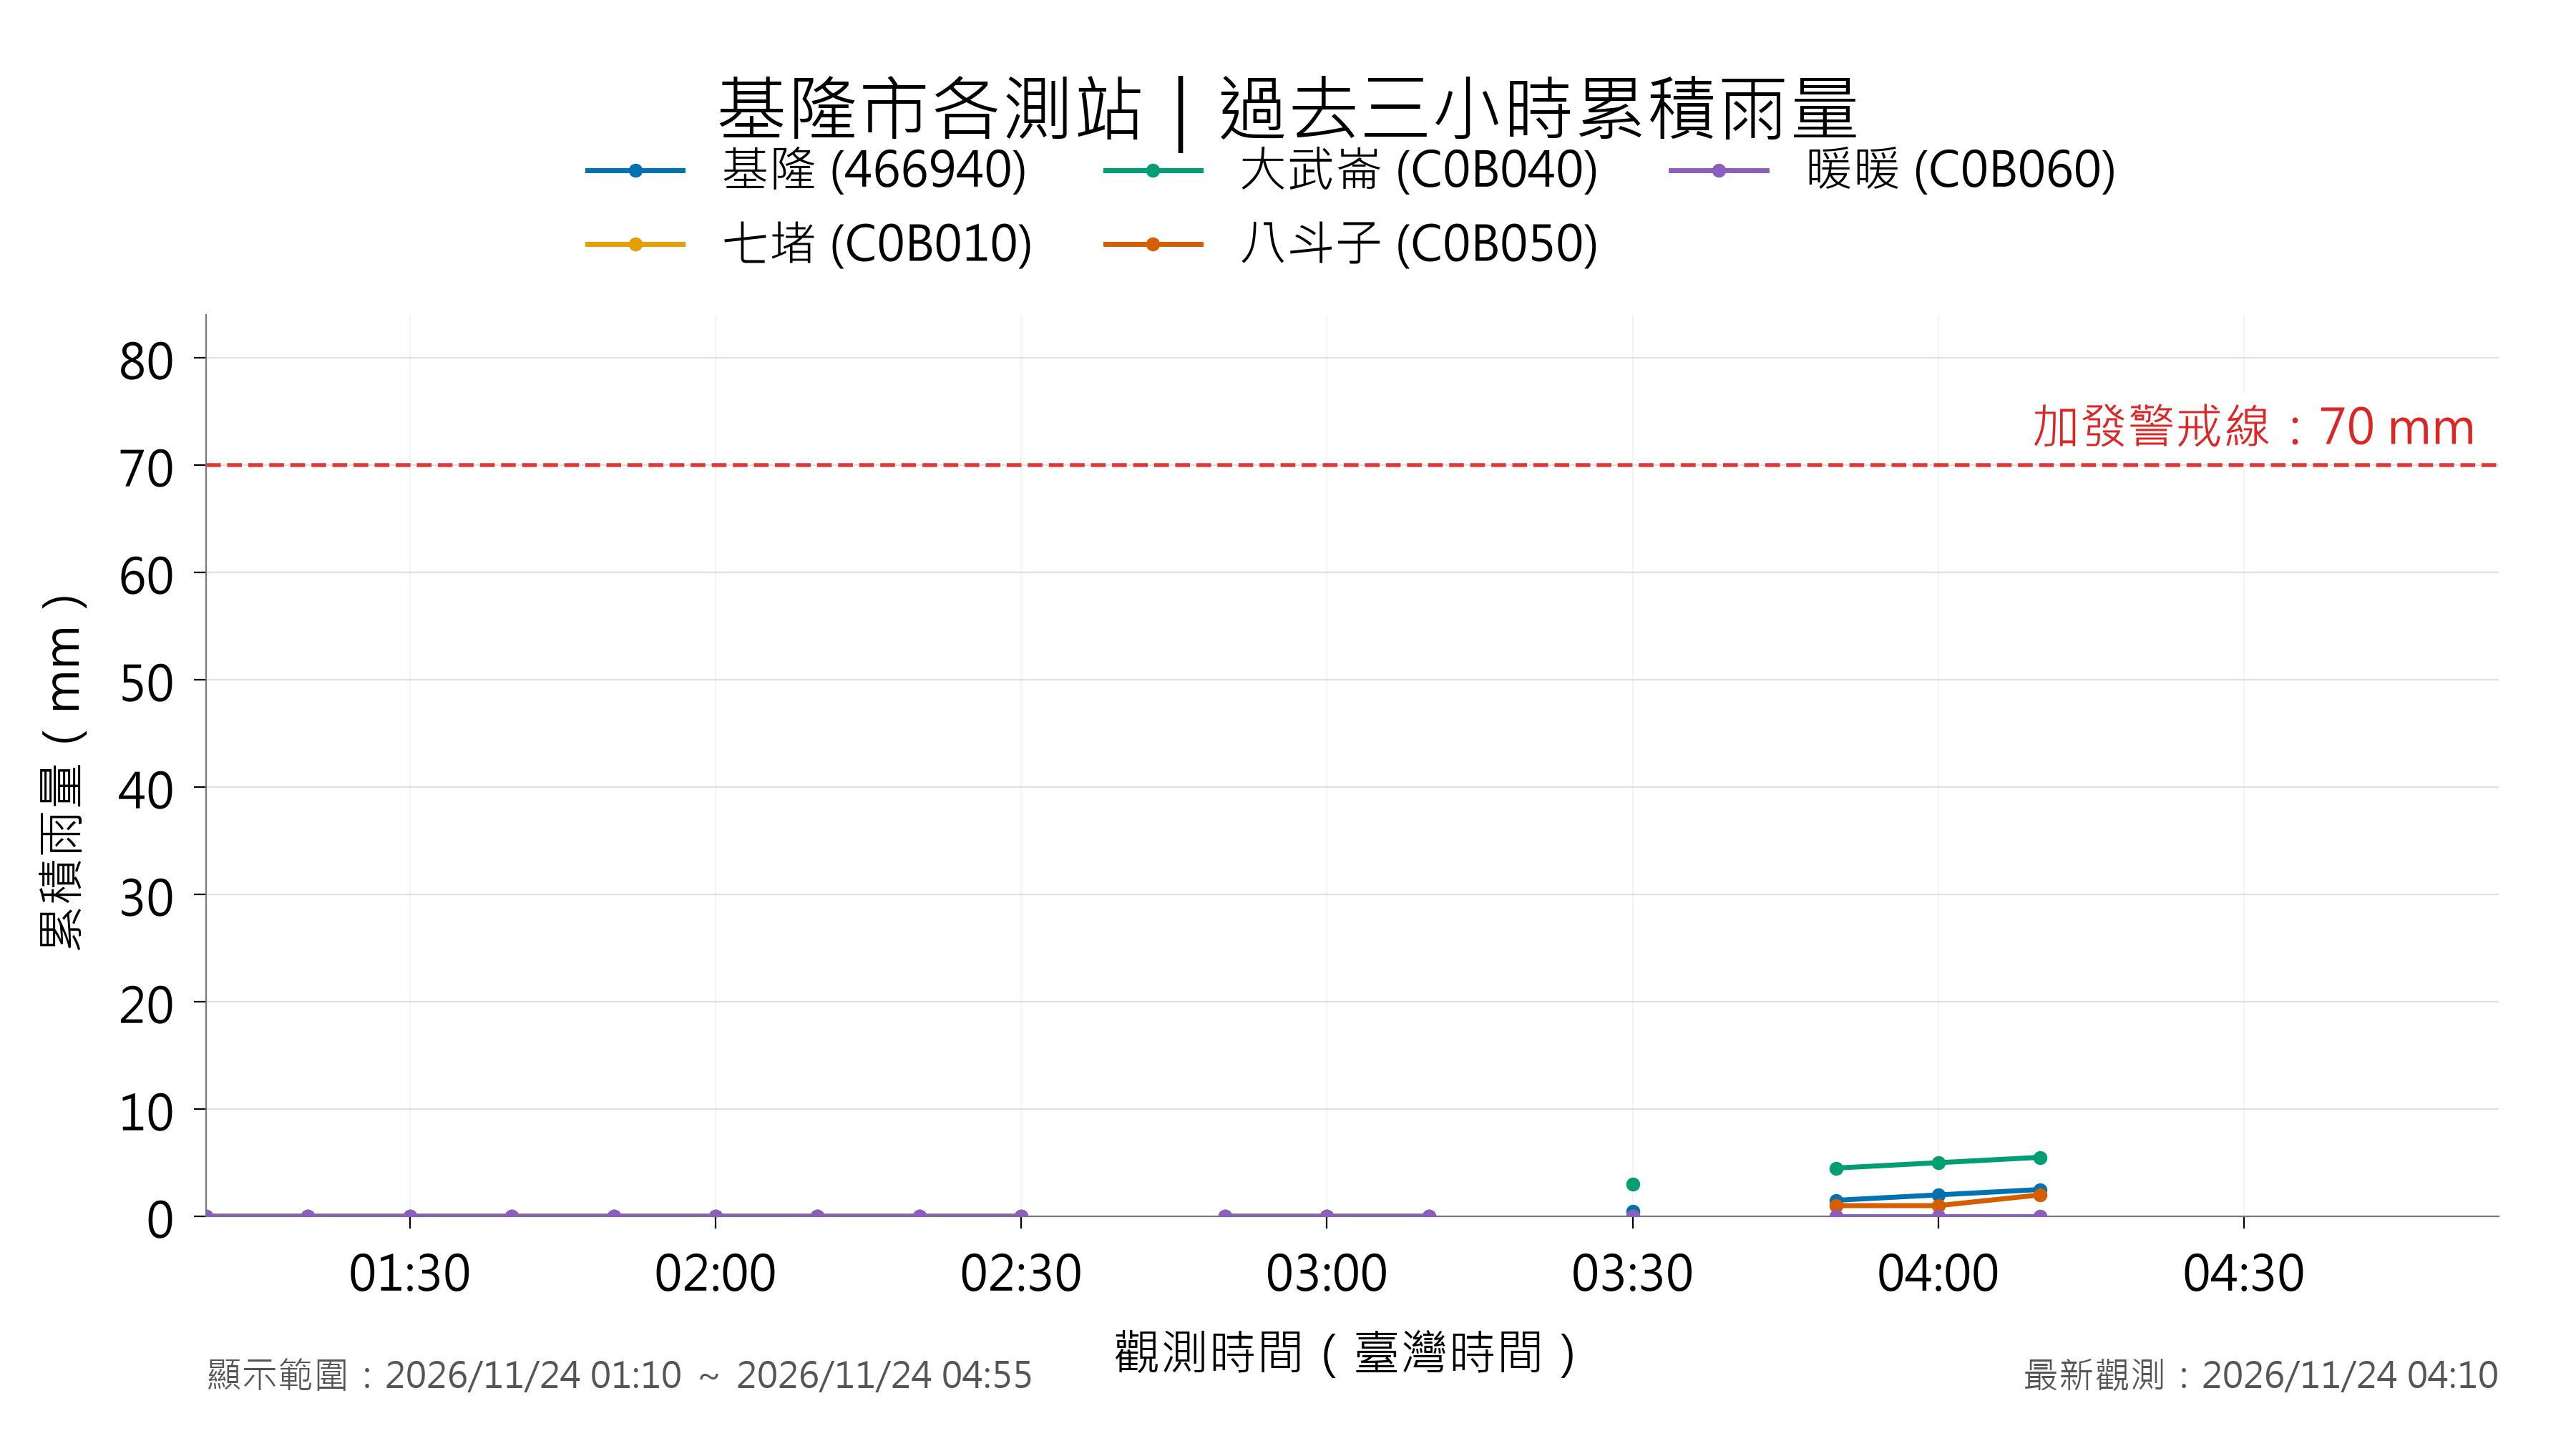 基隆市各測站｜過去三小時累積雨量
基隆 (466940)
大武崙 (C0B040)
暖暖 (C0B060)
七堵 (C0B010)
八斗子 (C0B050)
80
加發警戒線：70 mm
70
60
50
40
30
20
10
0
累積雨量（mm）
01:30
02:00
02:30
03:00
03:30
04:00
04:30
觀測時間（臺灣時間）
顯示範圍：2026/11/24 01:10 ~ 2026/11/24 04:55
最新觀測：2026/11/24 04:10